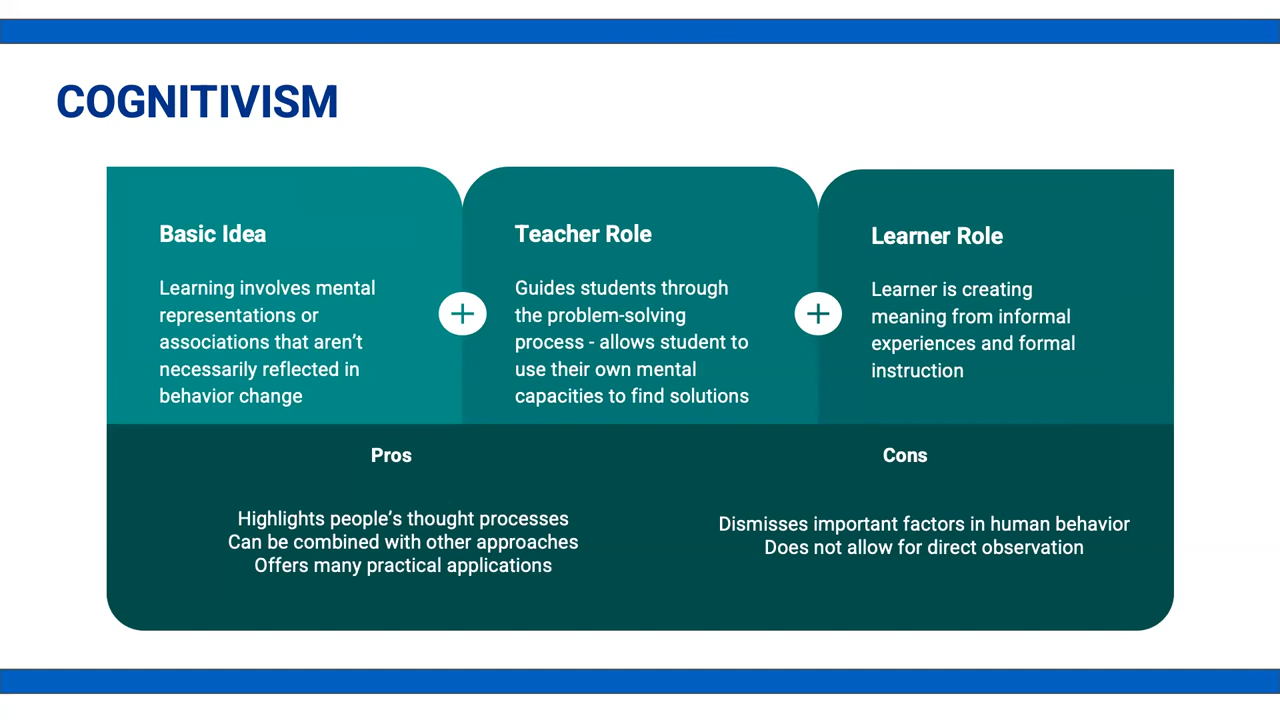 COGNITIVISM
Basic Idea
Learning involves mental
representations or
associations that aren’t
necessarily reflected in
behavior change
Teacher Role
Guides students through
the problem-solving
process - allows student to
use their own mental
capacities to find solutions
Learner Role
Learner is creating
meaning from informal
experiences and formal
instruction
Pros
Highlights people’s thought processes
Can be combined with other approaches
Offers many practical applications
Cons
Dismisses important factors in human behavior
Does not allow for direct observation